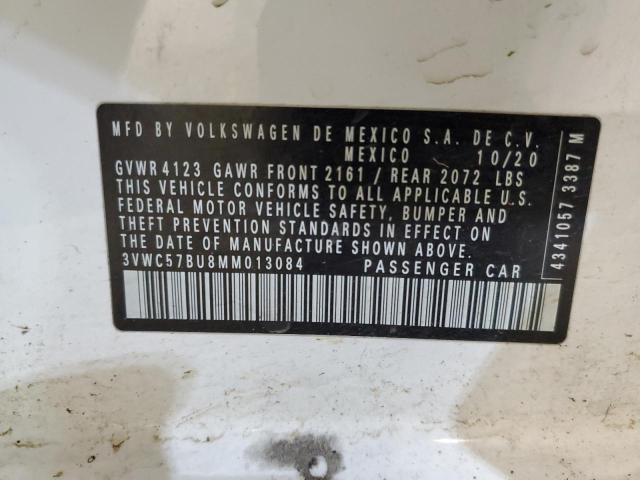 MFD BY VOLKSWAGEN DE MEXICO S.A. DE C.V.
MEXICO 10/20
GVWR 4123 GAWR FRONT 2161 / REAR 2072 LBS
THIS VEHICLE CONFORMS TO ALL APPLICABLE U.S.
FEDERAL MOTOR VEHICLE SAFETY, BUMPER AND
THEFT PREVENTION STANDARDS IN EFFECT ON
THE DATE OF MANUFACTURE SHOWN ABOVE.
3VWC57BU8MM013084 PASSENGER CAR
4341057 3387 M